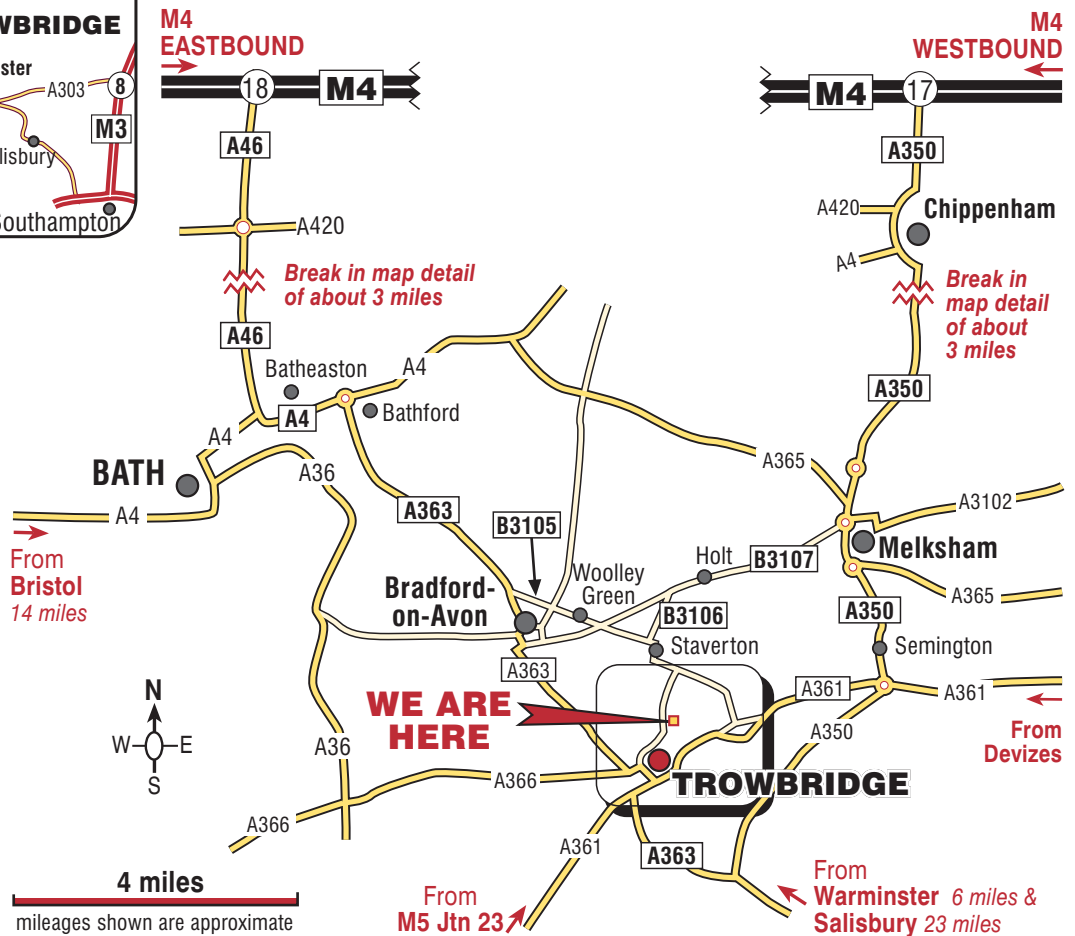 WBRIDGE
ster
A303
8
M3
lisbury
Southampton
M4
EASTBOUND
18
M4
A46
A420
Break in map detail
of about 3 miles
A46
M4
WESTBOUND
M4
17
A350
A420
Chippenham
A4
Break in
map detail
of about
3 miles
A350
Batheaston
A4
A4
Bathford
A4
BATH
A36
A4
From
Bristol
14 miles
A363
B3105
A365
A3102
Melksham
Holt
B3107
Woolley
Green
Bradford-
on-Avon
B3106
A365
A350
Staverton
Semington
A363
A361
A361
WE ARE
HERE
A350
From
Devizes
N
W
E
S
A36
A366
TROWBRIDGE
A366
A361
A363
4 miles
mileages shown are approximate
From
M5 Jtn 23
From
Warminster 6 miles &
Salisbury 23 miles